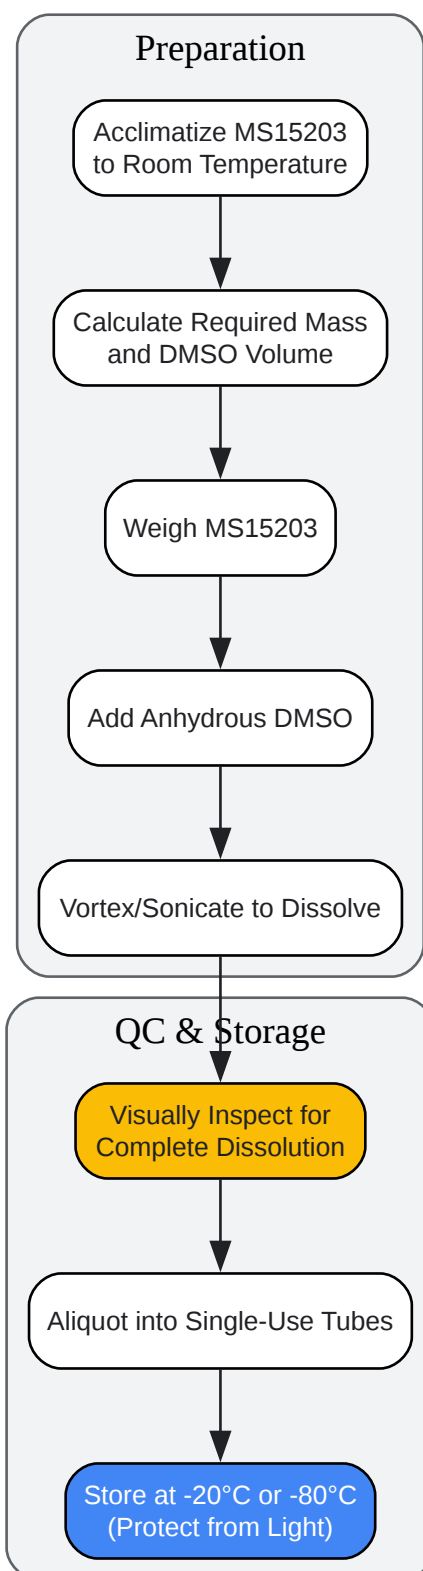 Preparation
Acclimatize MS15203
to Room Temperature
Calculate Required Mass
and DMSO Volume
Weigh MS15203
Add Anhydrous DMSO
Vortex/Sonicate to Dissolve
QC & Storage
Visually Inspect for
Complete Dissolution
Aliquot into Single-Use Tubes
Store at -20°C or -80°C
(Protect from Light)